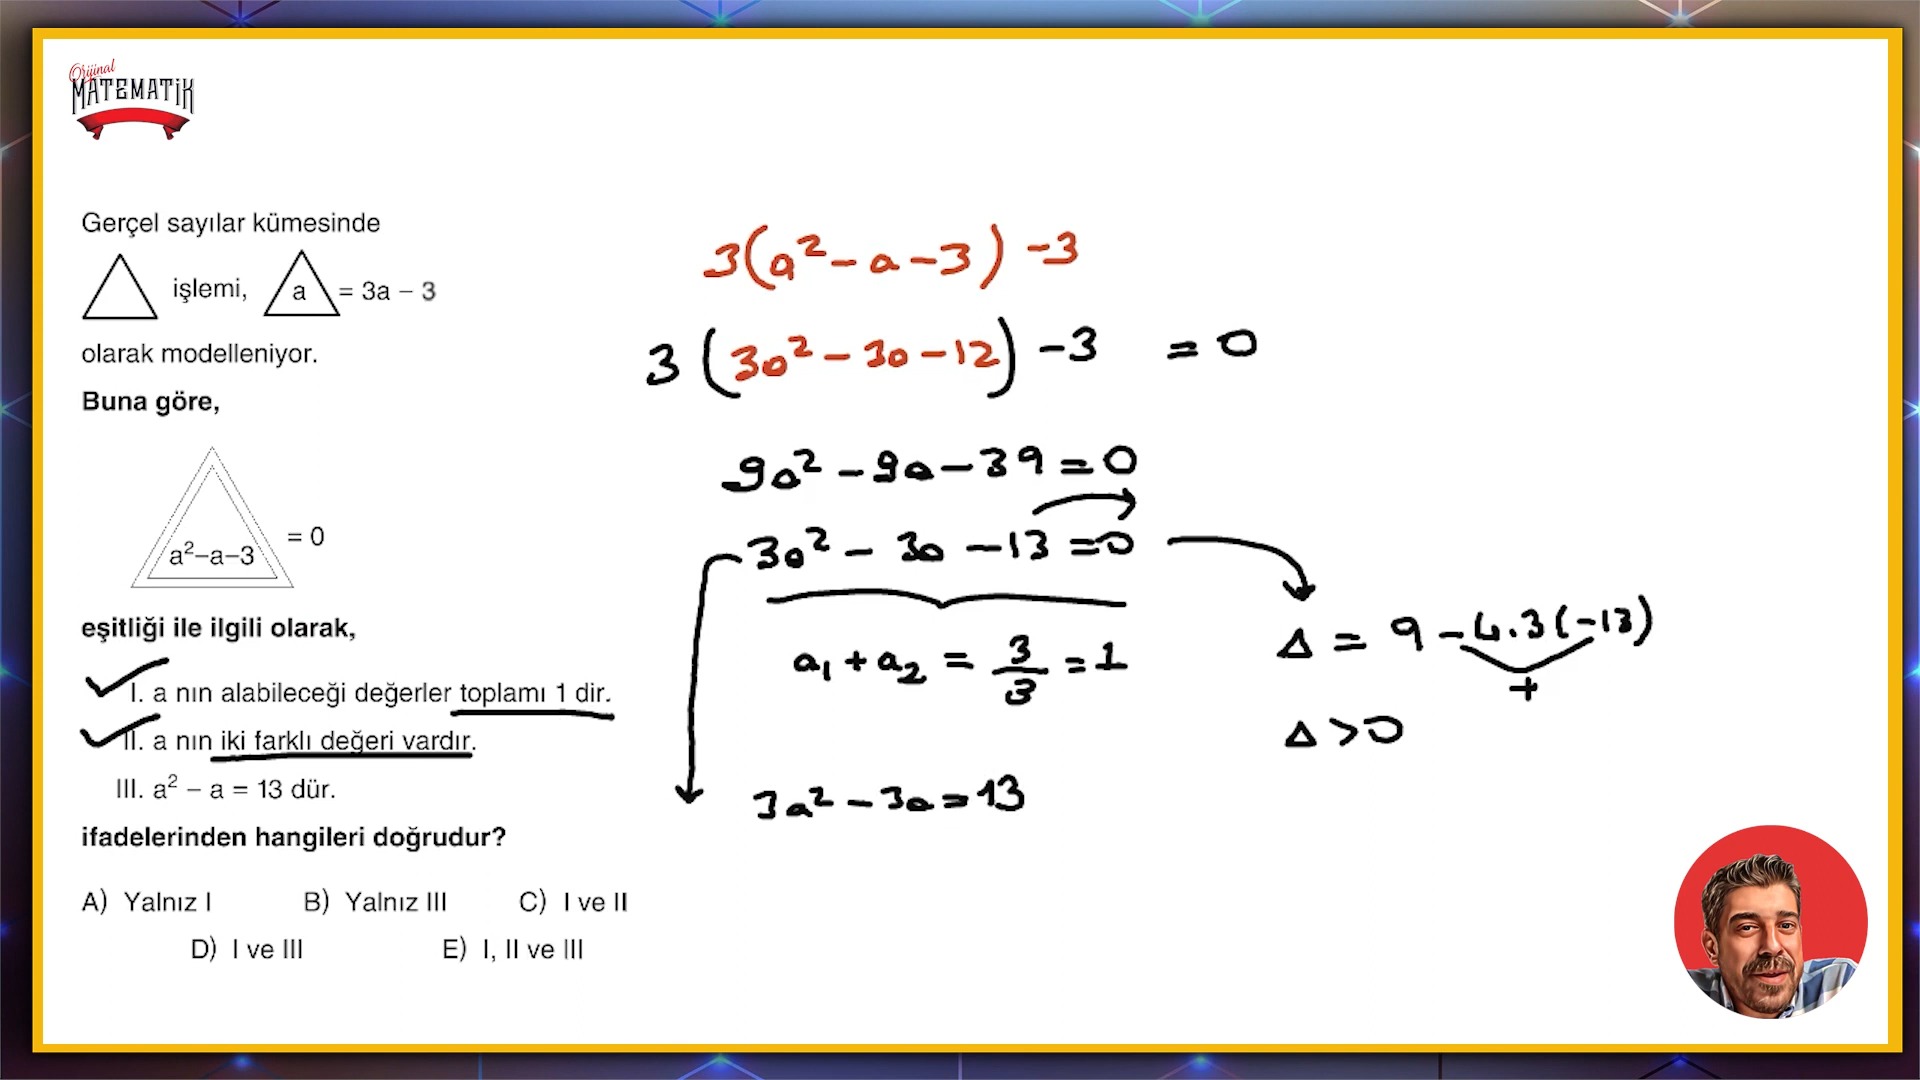 Orijinal
MATEMATİK
Gerçel sayılar kümesinde
işlemi, a = 3a – 3
olarak modelleniyor.
Buna göre,
a²–a–3 = 0
eşitliği ile ilgili olarak,
I. a nın alabileceği değerler toplamı 1 dir.
II. a nın iki farklı değeri vardır.
III. a² – a = 13 dür.
ifadelerinden hangileri doğrudur?
A) Yalnız I B) Yalnız III C) I ve II
D) I ve III E) I, II ve III
3(a² – a – 3) – 3
3(3a² – 3a – 12) – 3 = 0
9a² – 9a – 39 = 0
3a² – 3a – 13 = 0
a₁ + a₂ = 3/3 = 1
3a² – 3a = 13
Δ = 9 – 4.3(–13)
+
Δ > 0